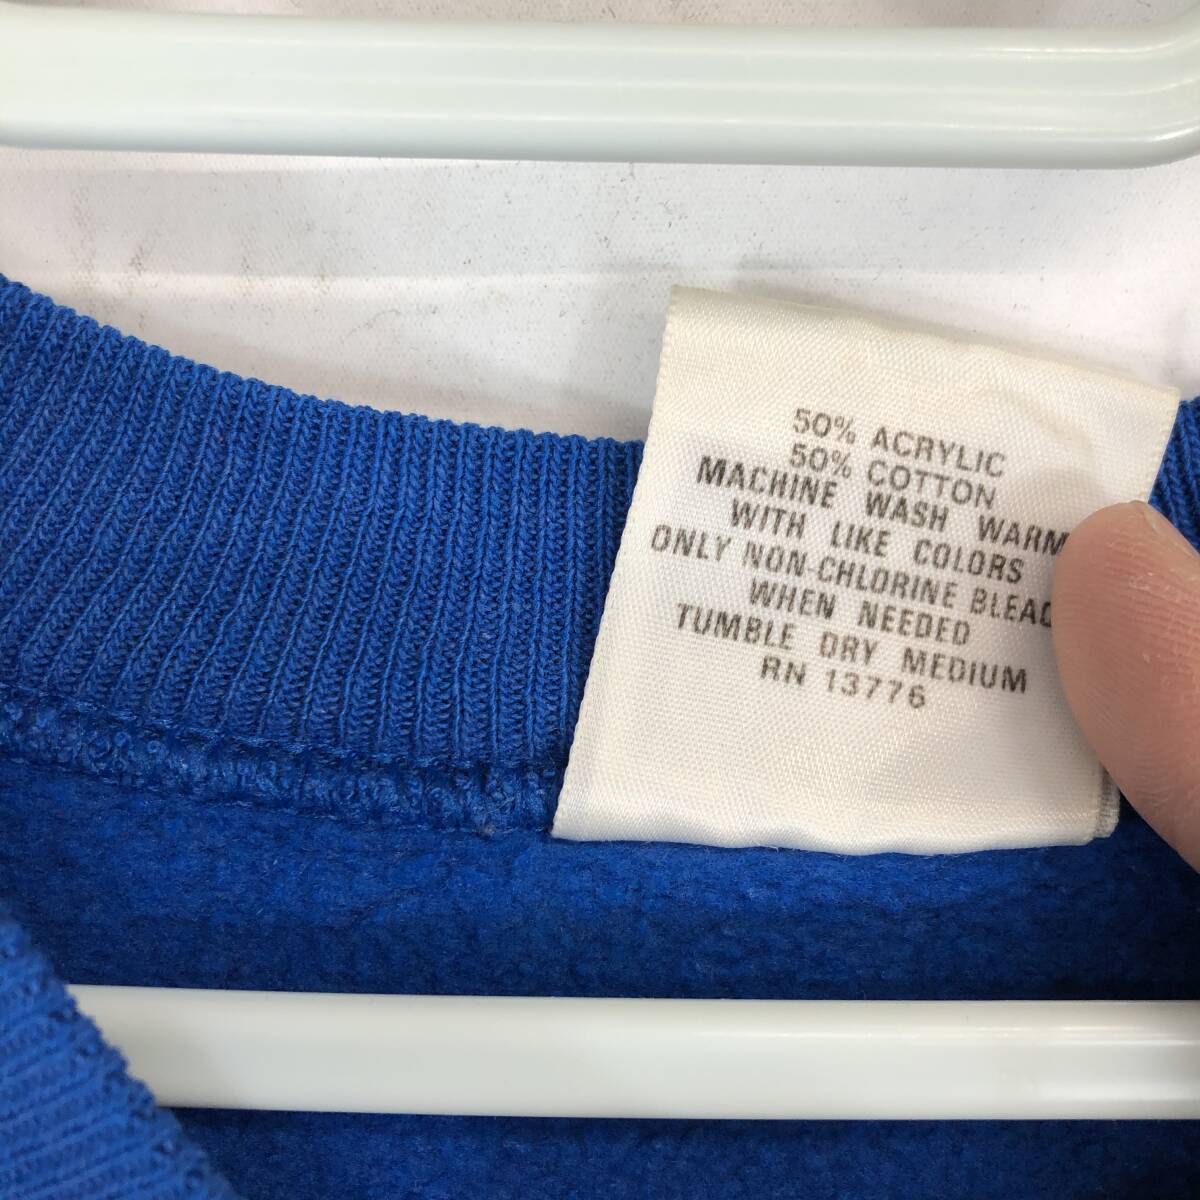 50% ACRYLIC
50% COTTON
MACHINE WASH WARM
WITH LIKE COLORS
ONLY NON-CHLORINE BLEAC
WHEN NEEDED
TUMBLE DRY MEDIUM
RN 13776